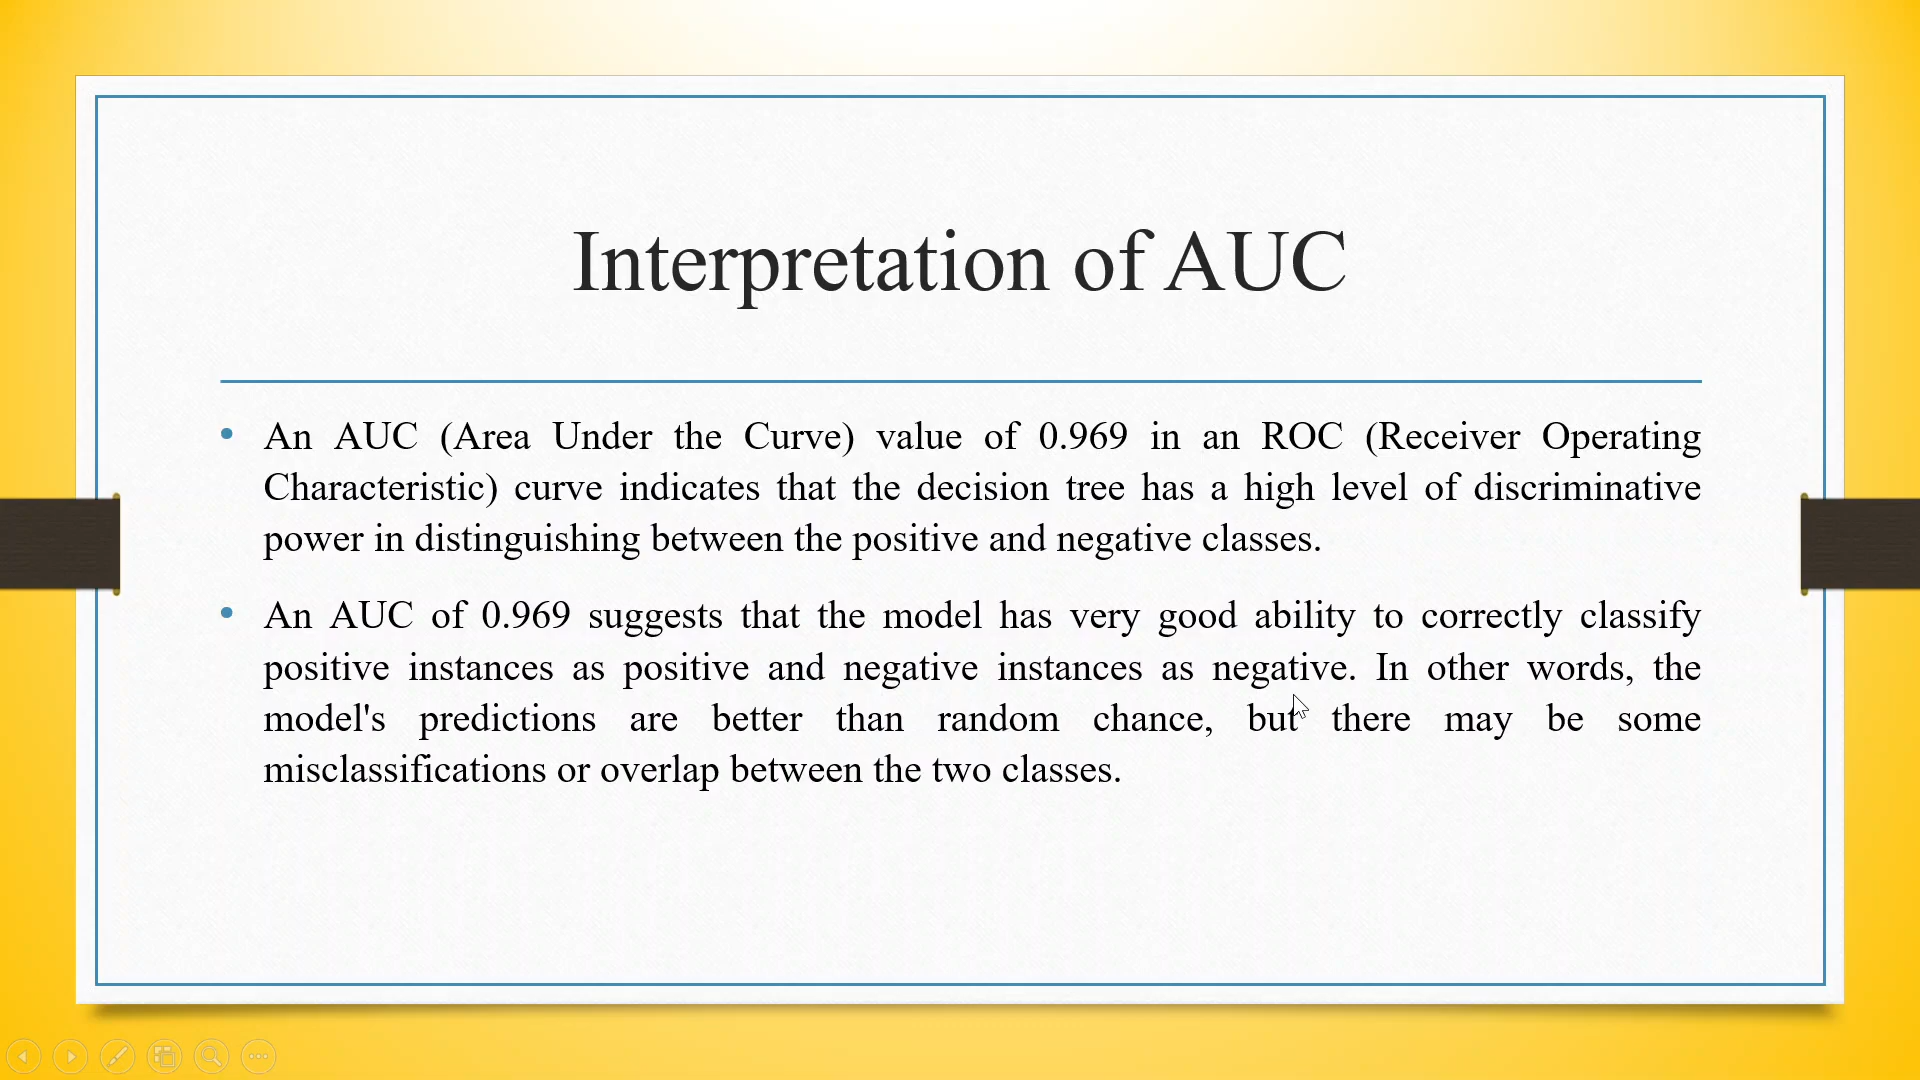 Interpretation of AUC
• An AUC (Area Under the Curve) value of 0.969 in an ROC (Receiver Operating
Characteristic) curve indicates that the decision tree has a high level of discriminative
power in distinguishing between the positive and negative classes.
• An AUC of 0.969 suggests that the model has very good ability to correctly classify
positive instances as positive and negative instances as negative. In other words, the
model's predictions are better than random chance, but there may be some
misclassifications or overlap between the two classes.